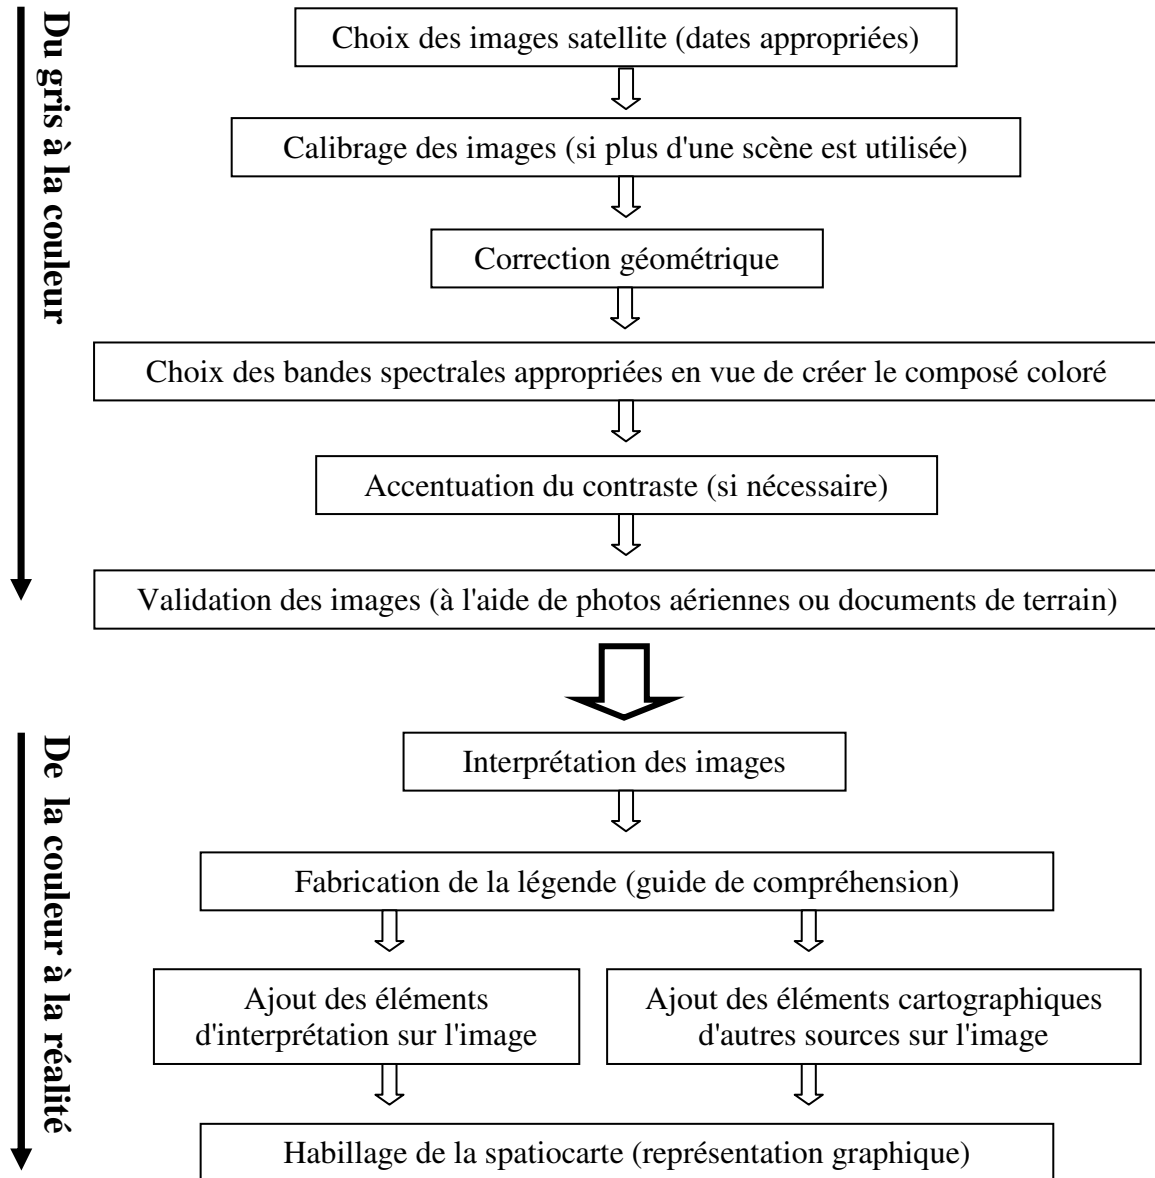 Du gris à la couleur
Choix des images satellite (dates appropriées)
Calibrage des images (si plus d'une scène est utilisée)
Correction géométrique
Choix des bandes spectrales appropriées en vue de créer le composé coloré
Accentuation du contraste (si nécessaire)
Validation des images (à l'aide de photos aériennes ou documents de terrain)
De la couleur à la réalité
Interprétation des images
Fabrication de la légende (guide de compréhension)
Ajout des éléments
d'interprétation sur l'image
Ajout des éléments cartographiques
d'autres sources sur l'image
Habillage de la spatiocarte (représentation graphique)